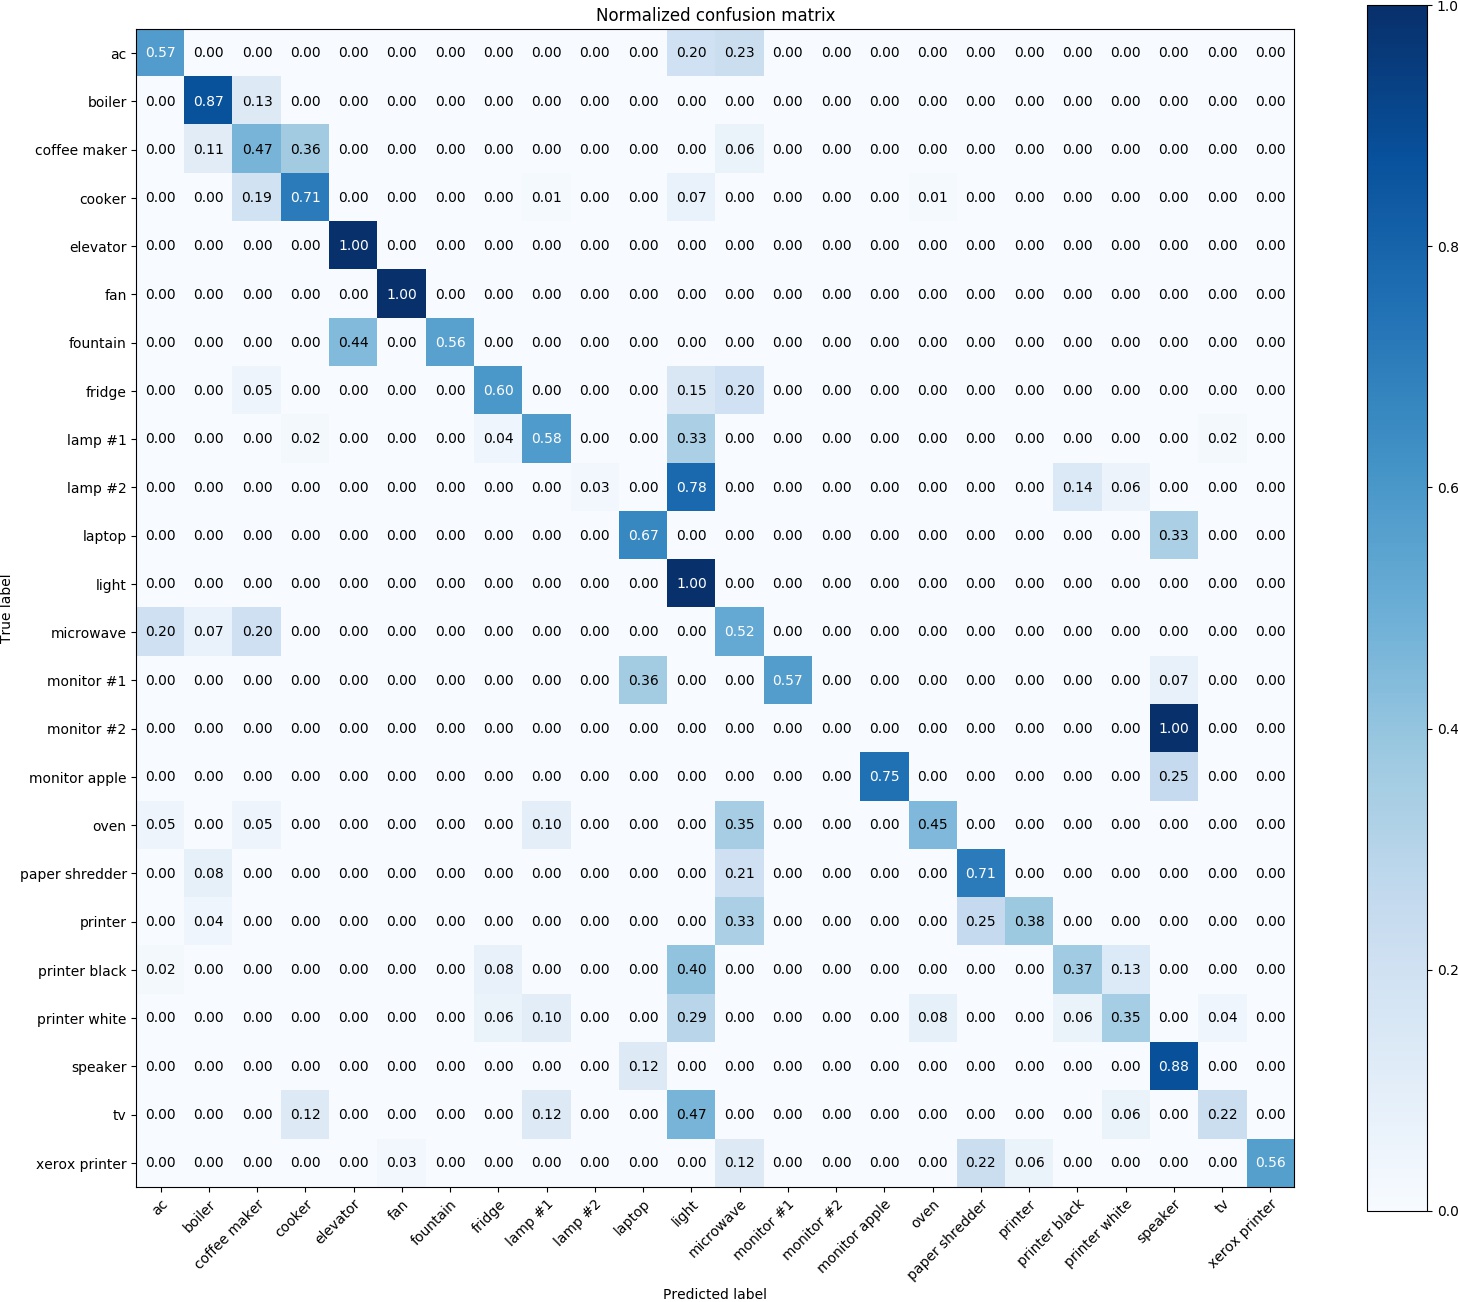 Normalized confusion matrix
ac 0.57 0.00 0.00 0.00 0.00 0.00 0.00 0.00 0.00 0.00 0.00 0.20 0.23 0.00 0.00 0.00 0.00 0.00 0.00 0.00 0.00 0.00 0.00 0.00
boiler 0.00 0.87 0.13 0.00 0.00 0.00 0.00 0.00 0.00 0.00 0.00 0.00 0.00 0.00 0.00 0.00 0.00 0.00 0.00 0.00 0.00 0.00 0.00 0.00
coffee maker 0.00 0.11 0.47 0.36 0.00 0.00 0.00 0.00 0.00 0.00 0.00 0.00 0.06 0.00 0.00 0.00 0.00 0.00 0.00 0.00 0.00 0.00 0.00 0.00
cooker 0.00 0.00 0.19 0.71 0.00 0.00 0.00 0.00 0.01 0.00 0.00 0.07 0.00 0.00 0.00 0.00 0.01 0.00 0.00 0.00 0.00 0.00 0.00 0.00
elevator 0.00 0.00 0.00 0.00 1.00 0.00 0.00 0.00 0.00 0.00 0.00 0.00 0.00 0.00 0.00 0.00 0.00 0.00 0.00 0.00 0.00 0.00 0.00 0.00
fan 0.00 0.00 0.00 0.00 0.00 1.00 0.00 0.00 0.00 0.00 0.00 0.00 0.00 0.00 0.00 0.00 0.00 0.00 0.00 0.00 0.00 0.00 0.00 0.00
fountain 0.00 0.00 0.00 0.00 0.44 0.00 0.56 0.00 0.00 0.00 0.00 0.00 0.00 0.00 0.00 0.00 0.00 0.00 0.00 0.00 0.00 0.00 0.00 0.00
fridge 0.00 0.00 0.05 0.00 0.00 0.00 0.00 0.60 0.00 0.00 0.00 0.15 0.20 0.00 0.00 0.00 0.00 0.00 0.00 0.00 0.00 0.00 0.00 0.00
lamp #1 0.00 0.00 0.00 0.02 0.00 0.00 0.00 0.04 0.58 0.00 0.00 0.33 0.00 0.00 0.00 0.00 0.00 0.00 0.00 0.00 0.00 0.00 0.02 0.00
lamp #2 0.00 0.00 0.00 0.00 0.00 0.00 0.00 0.00 0.00 0.03 0.00 0.78 0.00 0.00 0.00 0.00 0.00 0.00 0.00 0.14 0.06 0.00 0.00 0.00
laptop 0.00 0.00 0.00 0.00 0.00 0.00 0.00 0.00 0.00 0.00 0.67 0.00 0.00 0.00 0.00 0.00 0.00 0.00 0.00 0.00 0.00 0.33 0.00 0.00
light 0.00 0.00 0.00 0.00 0.00 0.00 0.00 0.00 0.00 0.00 0.00 1.00 0.00 0.00 0.00 0.00 0.00 0.00 0.00 0.00 0.00 0.00 0.00 0.00
microwave 0.20 0.07 0.20 0.00 0.00 0.00 0.00 0.00 0.00 0.00 0.00 0.00 0.52 0.00 0.00 0.00 0.00 0.00 0.00 0.00 0.00 0.00 0.00 0.00
monitor #1 0.00 0.00 0.00 0.00 0.00 0.00 0.00 0.00 0.00 0.00 0.36 0.00 0.00 0.57 0.00 0.00 0.00 0.00 0.00 0.00 0.00 0.07 0.00 0.00
monitor #2 0.00 0.00 0.00 0.00 0.00 0.00 0.00 0.00 0.00 0.00 0.00 0.00 0.00 0.00 0.00 0.00 0.00 0.00 0.00 0.00 0.00 1.00 0.00 0.00
monitor apple 0.00 0.00 0.00 0.00 0.00 0.00 0.00 0.00 0.00 0.00 0.00 0.00 0.00 0.00 0.00 0.75 0.00 0.00 0.00 0.00 0.00 0.25 0.00 0.00
oven 0.05 0.00 0.05 0.00 0.00 0.00 0.00 0.00 0.10 0.00 0.00 0.00 0.35 0.00 0.00 0.00 0.45 0.00 0.00 0.00 0.00 0.00 0.00 0.00
paper shredder 0.00 0.08 0.00 0.00 0.00 0.00 0.00 0.00 0.00 0.00 0.00 0.00 0.21 0.00 0.00 0.00 0.00 0.71 0.00 0.00 0.00 0.00 0.00 0.00
printer 0.00 0.04 0.00 0.00 0.00 0.00 0.00 0.00 0.00 0.00 0.00 0.00 0.33 0.00 0.00 0.00 0.00 0.25 0.38 0.00 0.00 0.00 0.00 0.00
printer black 0.02 0.00 0.00 0.00 0.00 0.00 0.00 0.08 0.00 0.00 0.00 0.40 0.00 0.00 0.00 0.00 0.00 0.00 0.00 0.37 0.13 0.00 0.00 0.00
printer white 0.00 0.00 0.00 0.00 0.00 0.00 0.00 0.06 0.10 0.00 0.00 0.29 0.00 0.00 0.00 0.00 0.08 0.00 0.00 0.06 0.35 0.00 0.04 0.00
speaker 0.00 0.00 0.00 0.00 0.00 0.00 0.00 0.00 0.00 0.00 0.12 0.00 0.00 0.00 0.00 0.00 0.00 0.00 0.00 0.00 0.00 0.88 0.00 0.00
tv 0.00 0.00 0.00 0.12 0.00 0.00 0.00 0.00 0.12 0.00 0.00 0.47 0.00 0.00 0.00 0.00 0.00 0.00 0.00 0.00 0.06 0.00 0.22 0.00
xerox printer 0.00 0.00 0.00 0.00 0.00 0.03 0.00 0.00 0.00 0.00 0.00 0.00 0.12 0.00 0.00 0.00 0.00 0.22 0.06 0.00 0.00 0.00 0.00 0.56
ac boiler coffee maker cooker elevator fan fountain fridge lamp #1 lamp #2 laptop light microwave monitor #1 monitor #2 monitor apple oven paper shredder printer printer black printer white speaker tv xerox printer
Predicted label
True label
1.0
0.8
0.6
0.4
0.2
0.0